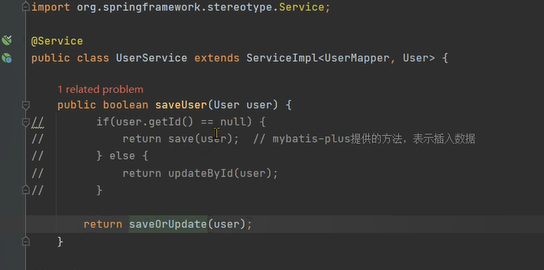 import org.springframework.stereotype.Service;
@Service
public class UserService extends ServiceImpl<UserMapper, User> {
1 related problem
public boolean saveUser(User user) {
//        if(user.getId() == null) {
//            return save(user);  // mybatis-plus提供的方法，表示插入数据
//        } else {
//            return updateById(user);
//        }
return saveOrUpdate(user);
}